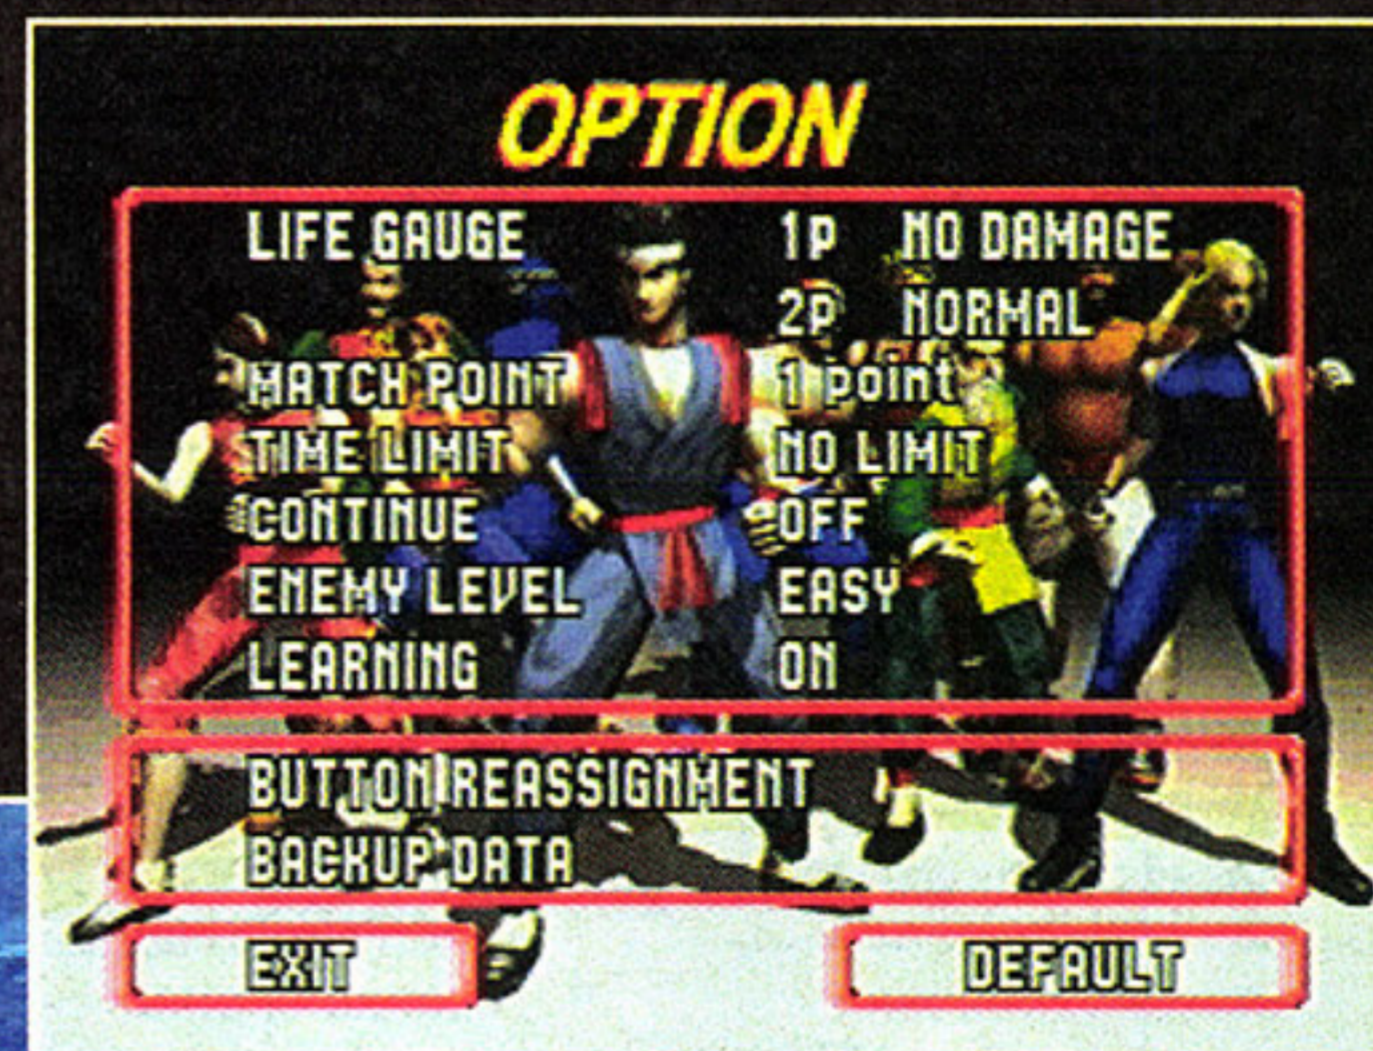 OPTION
LIFE GAUGE 1P NO DAMAGE
2P NORMAL
MATCH POINT 1 point
TIME LIMIT NO LIMIT
CONTINUE OFF
ENEMY LEVEL EASY
LEARNING ON
BUTTON REASSIGNMENT
BACKUP DATA
EXIT DEFAULT